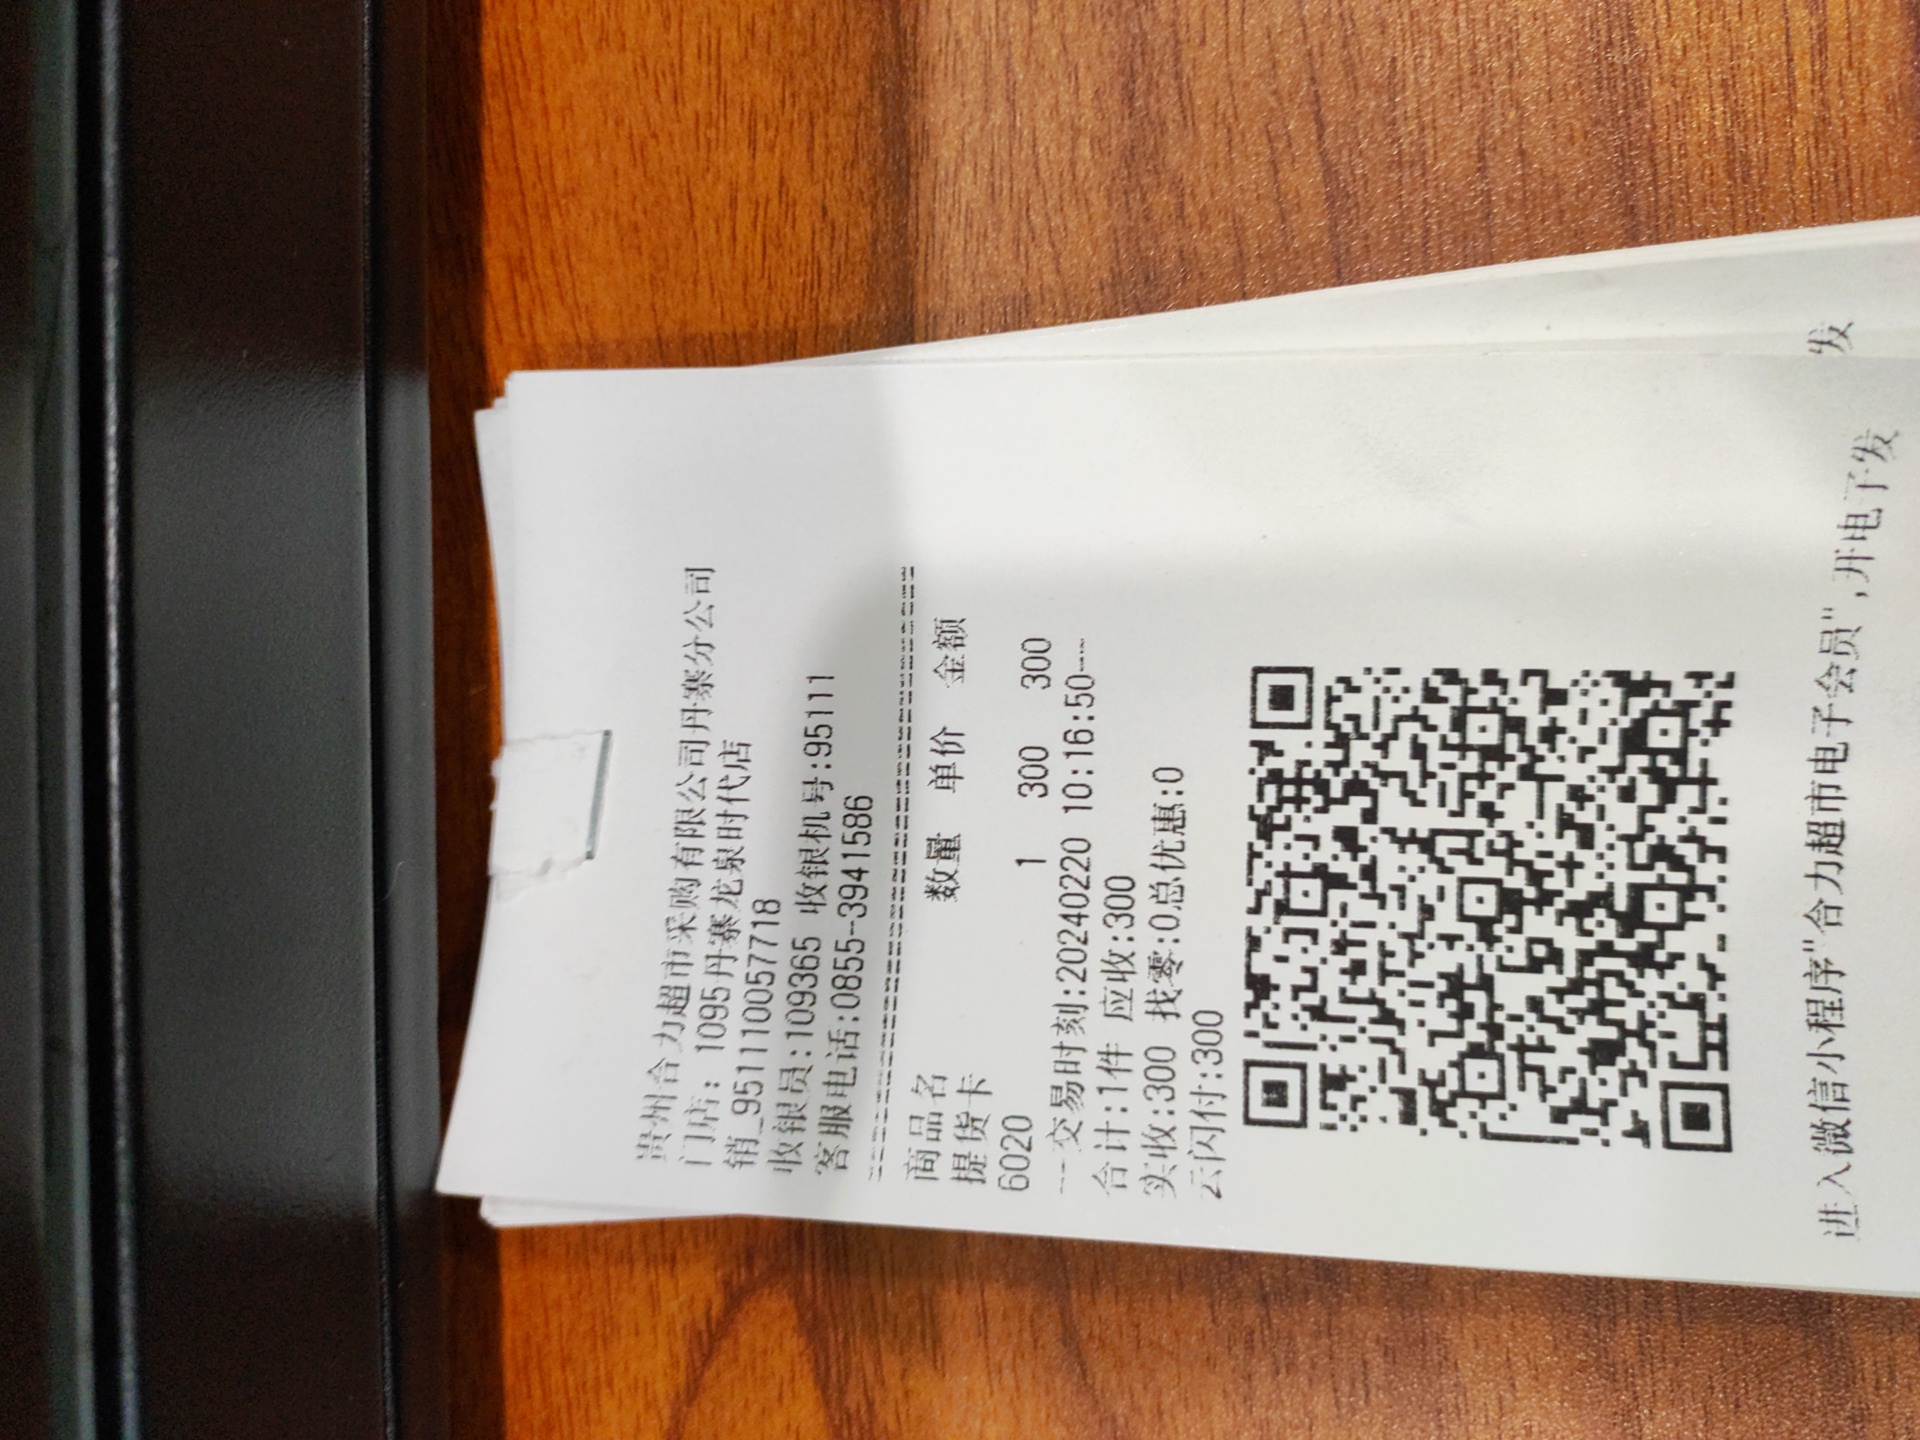 贵州合力超市采购有限公司丹寨分公司
门店: 1095丹寨龙泉时代店
销_9511110057718
收银员:109365 收银机号:95111
客服电话:0855-3941586
商品名 数量 单价 金额
提货卡
6020 1 300 300
---交易时刻:20240220 10:16:50---
合计:1件 应收:300
实收:300 找零:0总优惠:0
云闪付:300
进入微信小程序"合力超市电子会员",开电子发
发